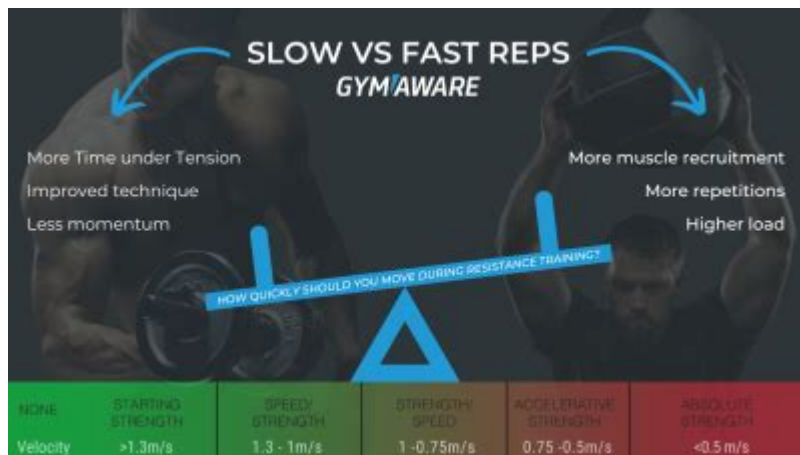 SLOW VS FAST REPS
GYMAWARE
More Time under Tension
Improved technique
Less momentum
More muscle recruitment
More repetitions
Higher load
HOW QUICKLY SHOULD YOU MOVE DURING RESISTANCE TRAINING?
NONE
STARTING STRENGTH
SPEED/ STRENGTH
STRENGTH/ SPEED
ACCELERATIVE STRENGTH
ABSOLUTE STRENGTH
Velocity
>1.3m/s
1.3 - 1m/s
1 -0.75m/s
0.75 -0.5m/s
<0.5 m/s